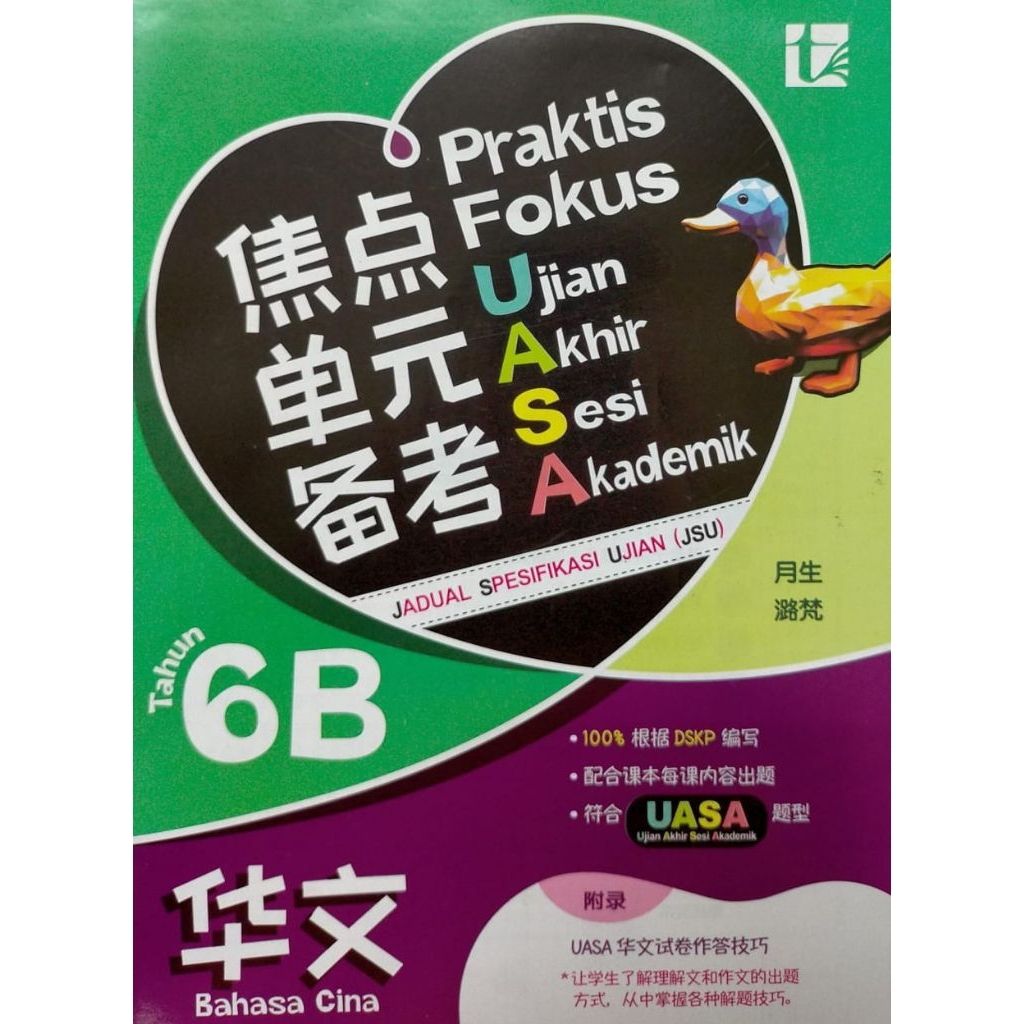 tz
Praktis
Fokus
Ujian
Akhir
Sesi
Akademik
焦点
单元
备考
JADUAL SPESIFIKASI UJIAN (JSU)
月生
潞梵
Tahun
6B
• 100% 根据 DSKP 编写
• 配合课本每课内容出题
• 符合 UASA 题型
Ujian Akhir Sesi Akademik
华文
Bahasa Cina
附录
UASA 华文试卷作答技巧
*让学生了解理解文和作文的出题
方式，从中掌握各种解题技巧。